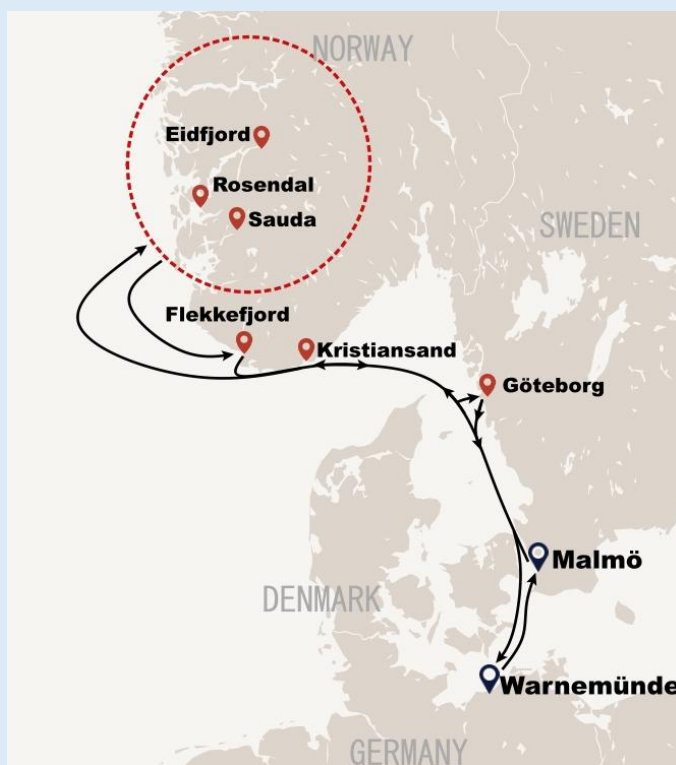 NORWAY
Eidfjord
Rosendal
Sauda
SWEDEN
Flekkefjord
Kristiansand
Göteborg
Malmö
DENMARK
Warnemünde
GERMANY